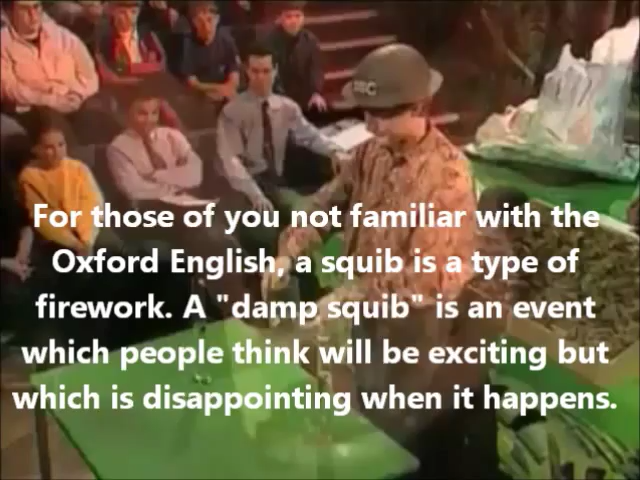 BBC
For those of you not familiar with the
Oxford English, a squib is a type of
firework. A "damp squib" is an event
which people think will be exciting but
which is disappointing when it happens.